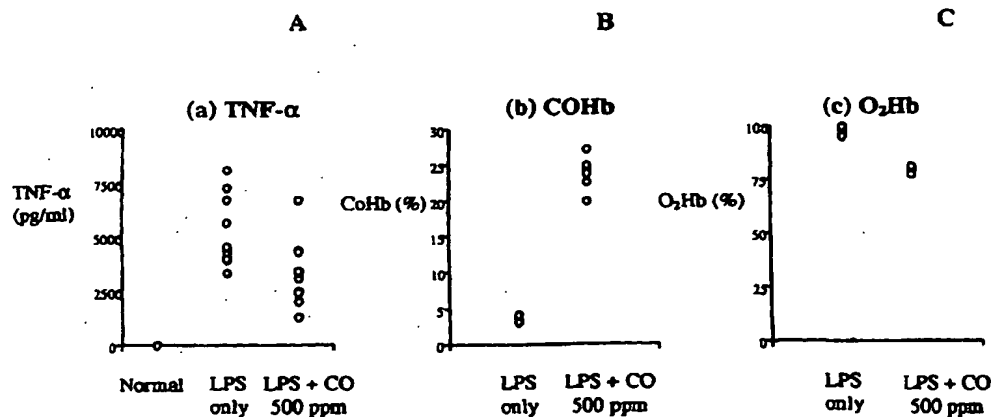 A B C
(a) TNF-α (b) COHb (c) O₂Hb
TNF-α
(pg/ml)
10000
7500
5000
2500
0
Normal LPS only LPS + CO 500 ppm
CoHb (%)
30
25
20
15
10
5
0
LPS only LPS + CO 500 ppm
O₂Hb (%)
100
75
50
25
0
LPS only LPS + CO 500 ppm